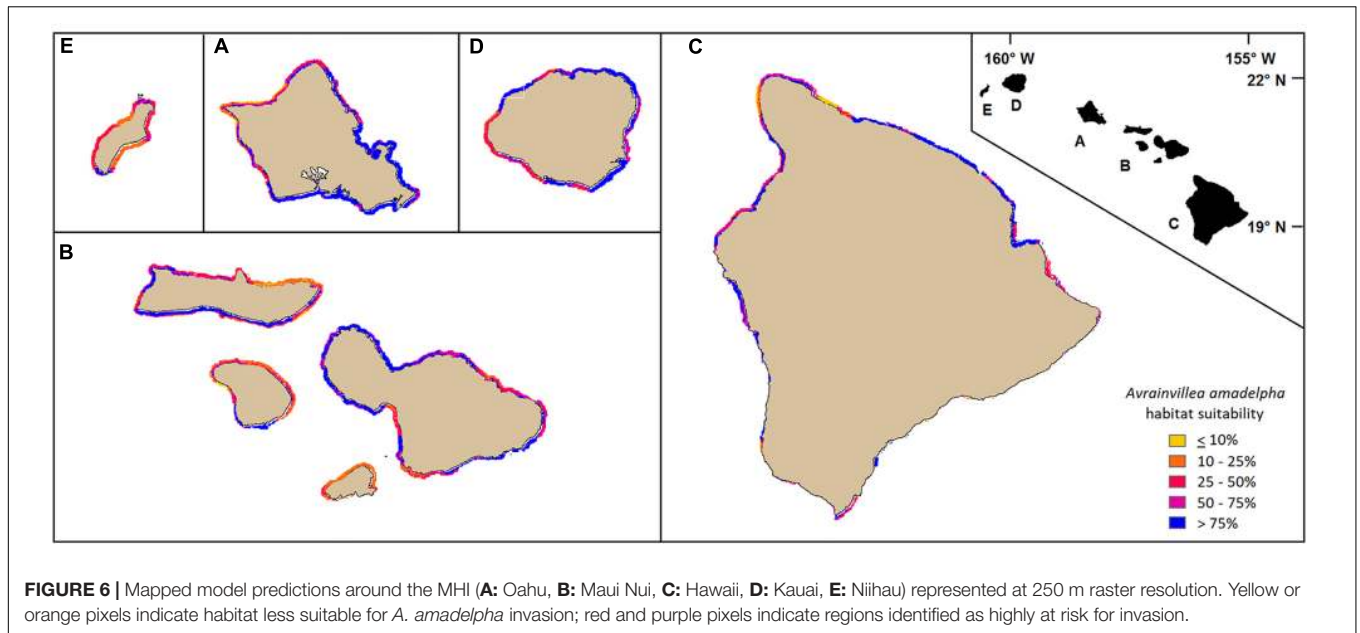 E
A
D
C
160° W
155° W
22° N
E
D
A
B
C
19° N
B
Avrainvillea amadelpha
habitat suitability
≤ 10%
10 - 25%
25 - 50%
50 - 75%
> 75%
FIGURE 6 | Mapped model predictions around the MHI (A: Oahu, B: Maui Nui, C: Hawaii, D: Kauai, E: Niihau) represented at 250 m raster resolution. Yellow or
orange pixels indicate habitat less suitable for A. amadelpha invasion; red and purple pixels indicate regions identified as highly at risk for invasion.